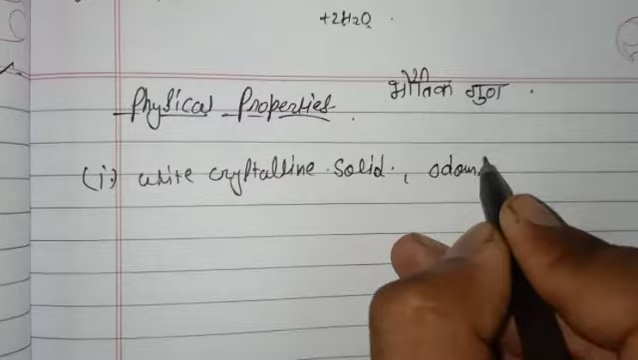 +2H₂O.
Physical Properties. भौतिक गुण.
(i) white crystalline solid, odour